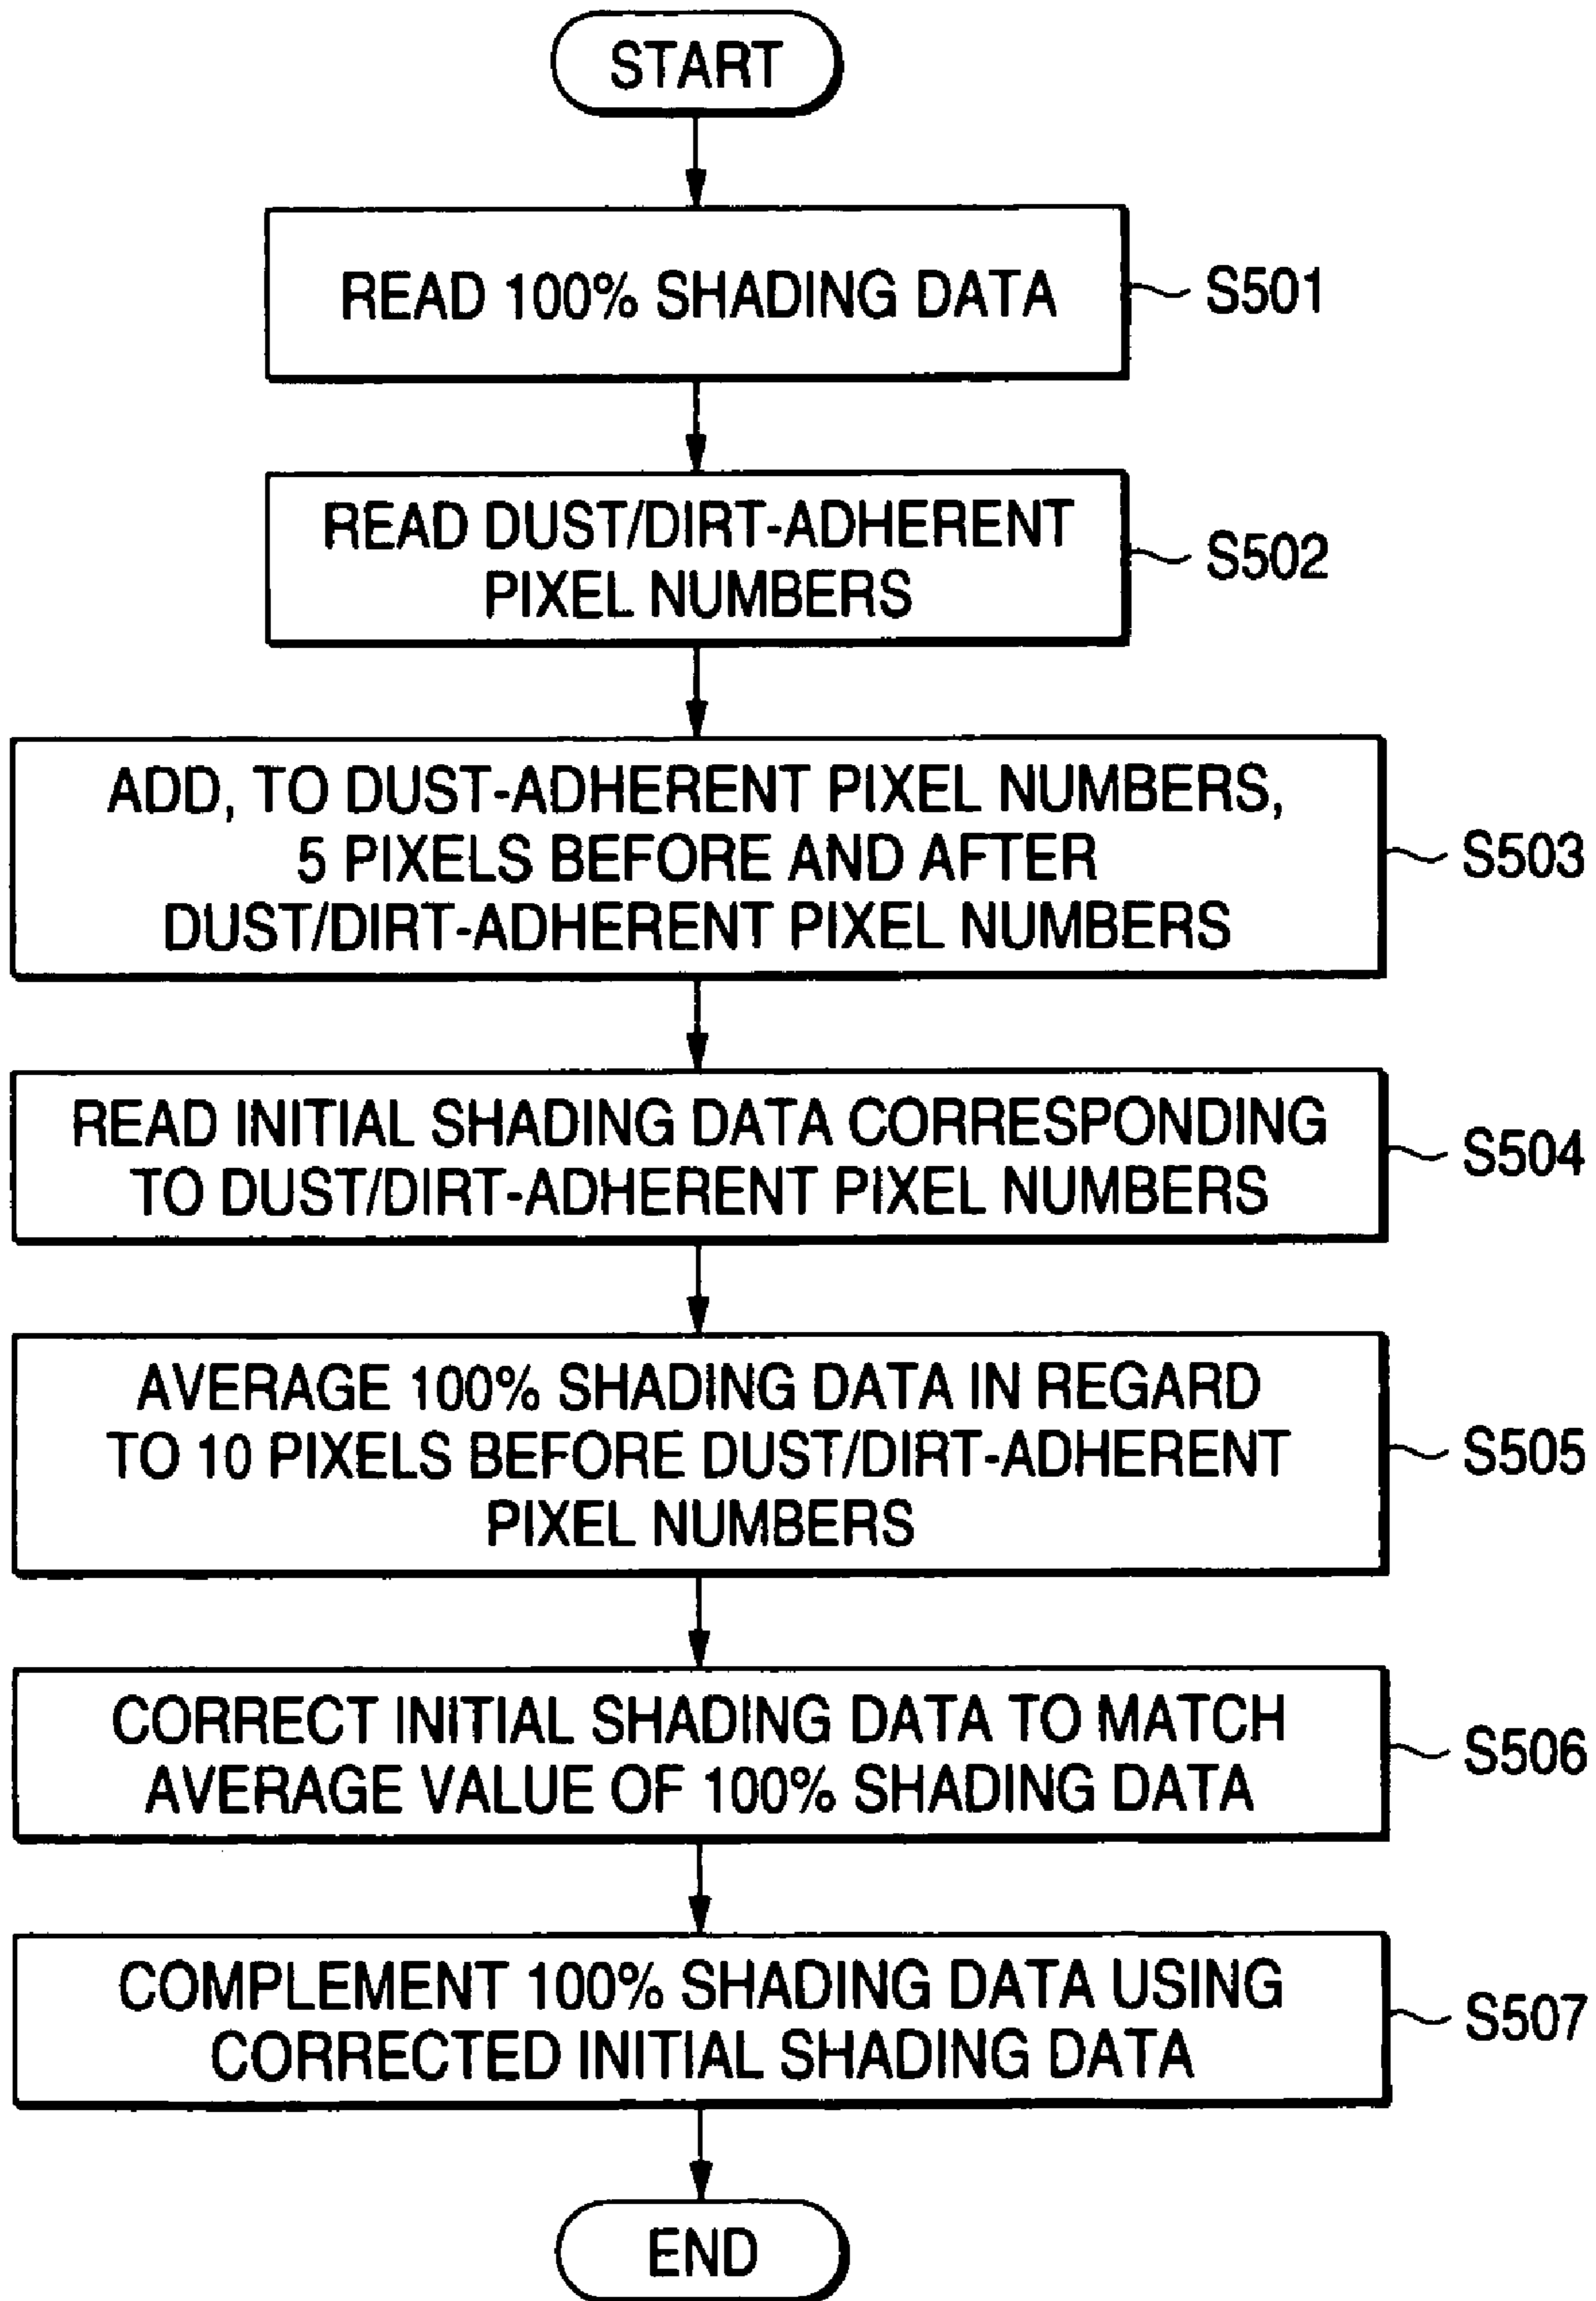 START
READ 100% SHADING DATA
S501
READ DUST/DIRT-ADHERENT
PIXEL NUMBERS
S502
ADD, TO DUST-ADHERENT PIXEL NUMBERS,
5 PIXELS BEFORE AND AFTER
DUST/DIRT-ADHERENT PIXEL NUMBERS
S503
READ INITIAL SHADING DATA CORRESPONDING
TO DUST/DIRT-ADHERENT PIXEL NUMBERS
S504
AVERAGE 100% SHADING DATA IN REGARD
TO 10 PIXELS BEFORE DUST/DIRT-ADHERENT
PIXEL NUMBERS
S505
CORRECT INITIAL SHADING DATA TO MATCH
AVERAGE VALUE OF 100% SHADING DATA
S506
COMPLEMENT 100% SHADING DATA USING
CORRECTED INITIAL SHADING DATA
S507
END